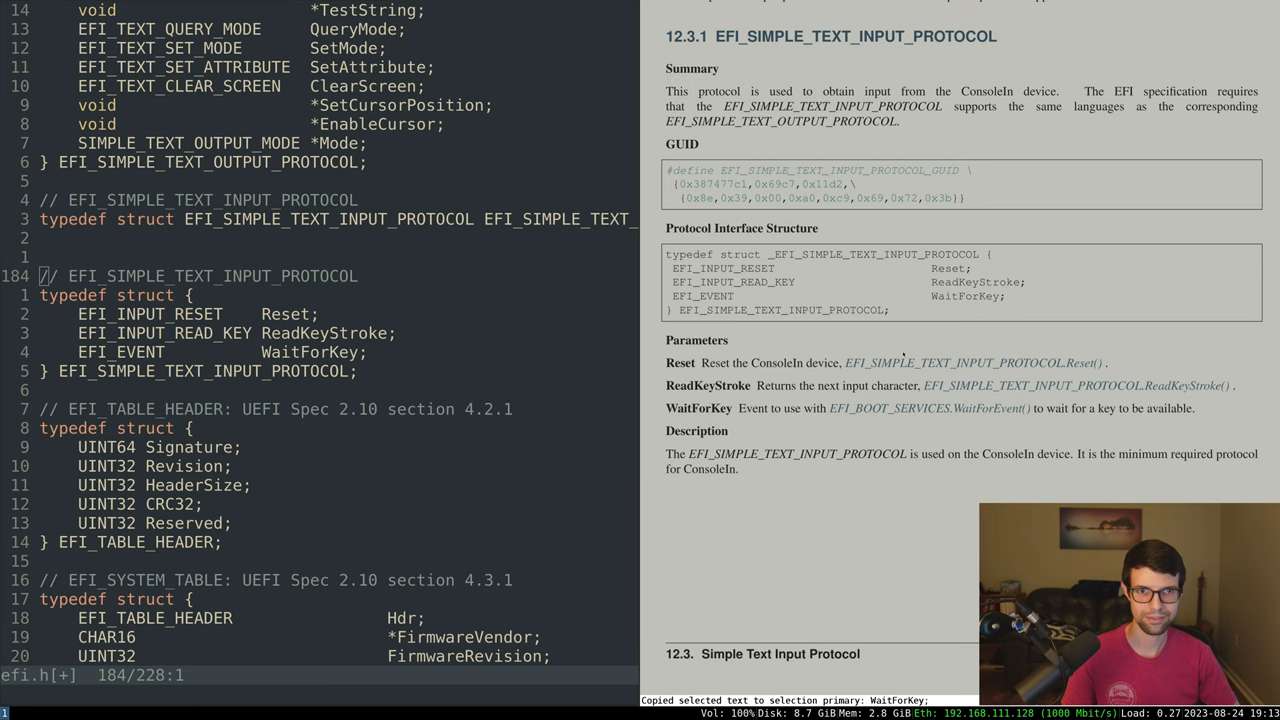 14 void *TestString;
13 EFI_TEXT_QUERY_MODE QueryMode;
12 EFI_TEXT_SET_MODE SetMode;
11 EFI_TEXT_SET_ATTRIBUTE SetAttribute;
10 EFI_TEXT_CLEAR_SCREEN ClearScreen;
9 void *SetCursorPosition;
8 void *EnableCursor;
7 SIMPLE_TEXT_OUTPUT_MODE *Mode;
6 } EFI_SIMPLE_TEXT_OUTPUT_PROTOCOL;
5
4 // EFI_SIMPLE_TEXT_INPUT_PROTOCOL
3 typedef struct EFI_SIMPLE_TEXT_INPUT_PROTOCOL EFI_SIMPLE_TEXT_
2
1
184 // EFI_SIMPLE_TEXT_INPUT_PROTOCOL
1 typedef struct {
2 EFI_INPUT_RESET Reset;
3 EFI_INPUT_READ_KEY ReadKeyStroke;
4 EFI_EVENT WaitForKey;
5 } EFI_SIMPLE_TEXT_INPUT_PROTOCOL;
6
7 // EFI_TABLE_HEADER: UEFI Spec 2.10 section 4.2.1
8 typedef struct {
9 UINT64 Signature;
10 UINT32 Revision;
11 UINT32 HeaderSize;
12 UINT32 CRC32;
13 UINT32 Reserved;
14 } EFI_TABLE_HEADER;
15
16 // EFI_SYSTEM_TABLE: UEFI Spec 2.10 section 4.3.1
17 typedef struct {
18 EFI_TABLE_HEADER Hdr;
19 CHAR16 *FirmwareVendor;
20 UINT32 FirmwareRevision;
efi.h[+] 184/228:1
12.3.1 EFI_SIMPLE_TEXT_INPUT_PROTOCOL
Summary
This protocol is used to obtain input from the ConsoleIn device. The EFI specification requires
that the EFI_SIMPLE_TEXT_INPUT_PROTOCOL supports the same languages as the corresponding
EFI_SIMPLE_TEXT_OUTPUT_PROTOCOL.
GUID
#define EFI_SIMPLE_TEXT_INPUT_PROTOCOL_GUID \
{0x387477c1,0x69c7,0x11d2,\
{0x8e,0x39,0x00,0xa0,0xc9,0x69,0x72,0x3b}}
Protocol Interface Structure
typedef struct _EFI_SIMPLE_TEXT_INPUT_PROTOCOL {
EFI_INPUT_RESET Reset;
EFI_INPUT_READ_KEY ReadKeyStroke;
EFI_EVENT WaitForKey;
} EFI_SIMPLE_TEXT_INPUT_PROTOCOL;
Parameters
Reset Reset the ConsoleIn device, EFI_SIMPLE_TEXT_INPUT_PROTOCOL.Reset() .
ReadKeyStroke Returns the next input character, EFI_SIMPLE_TEXT_INPUT_PROTOCOL.ReadKeyStroke() .
WaitForKey Event to use with EFI_BOOT_SERVICES.WaitForEvent() to wait for a key to be available.
Description
The EFI_SIMPLE_TEXT_INPUT_PROTOCOL is used on the ConsoleIn device. It is the minimum required protocol
for ConsoleIn.
12.3. Simple Text Input Protocol
Copied selected text to selection primary: WaitForKey;
1 Vol: 100% Disk: 8.7 GiB Mem: 2.8 GiB Eth: 192.168.111.128 (1000 Mbit/s) Load: 0.27 2023-08-24 19:13